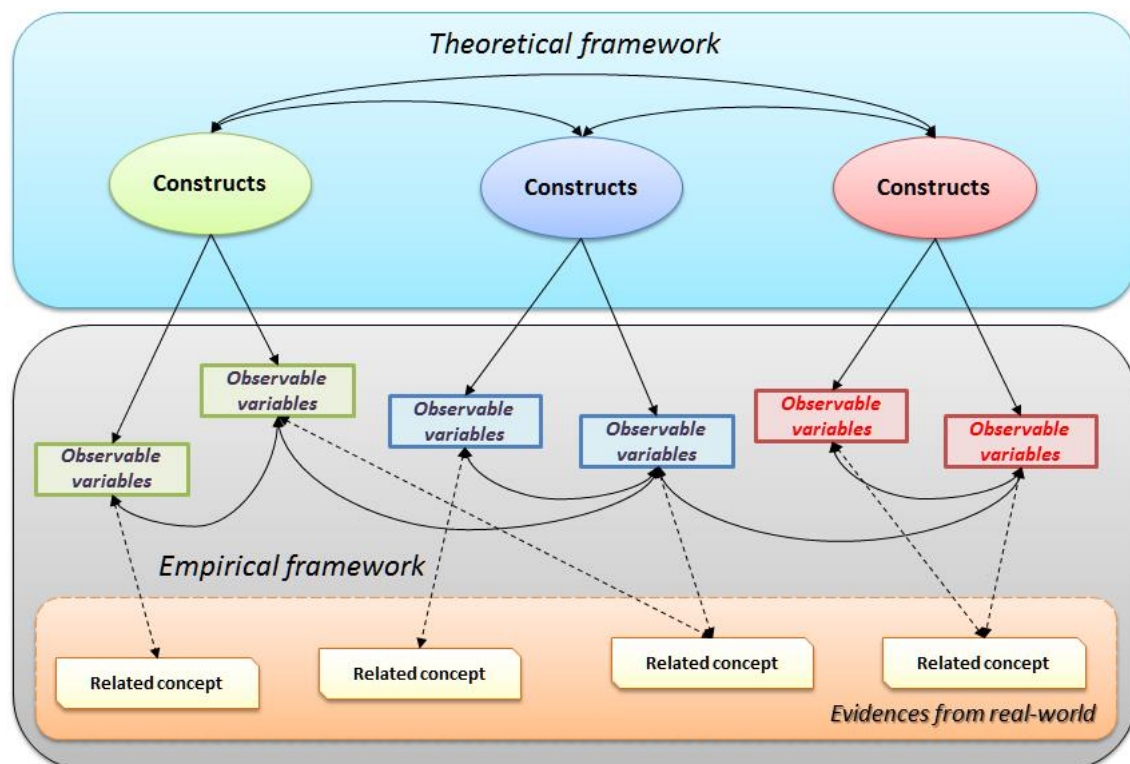 Theoretical framework
Constructs
Constructs
Constructs
Observable
variables
Observable
variables
Observable
variables
Observable
variables
Observable
variables
Observable
variables
Empirical framework
Related concept
Related concept
Related concept
Related concept
Evidences from real-world